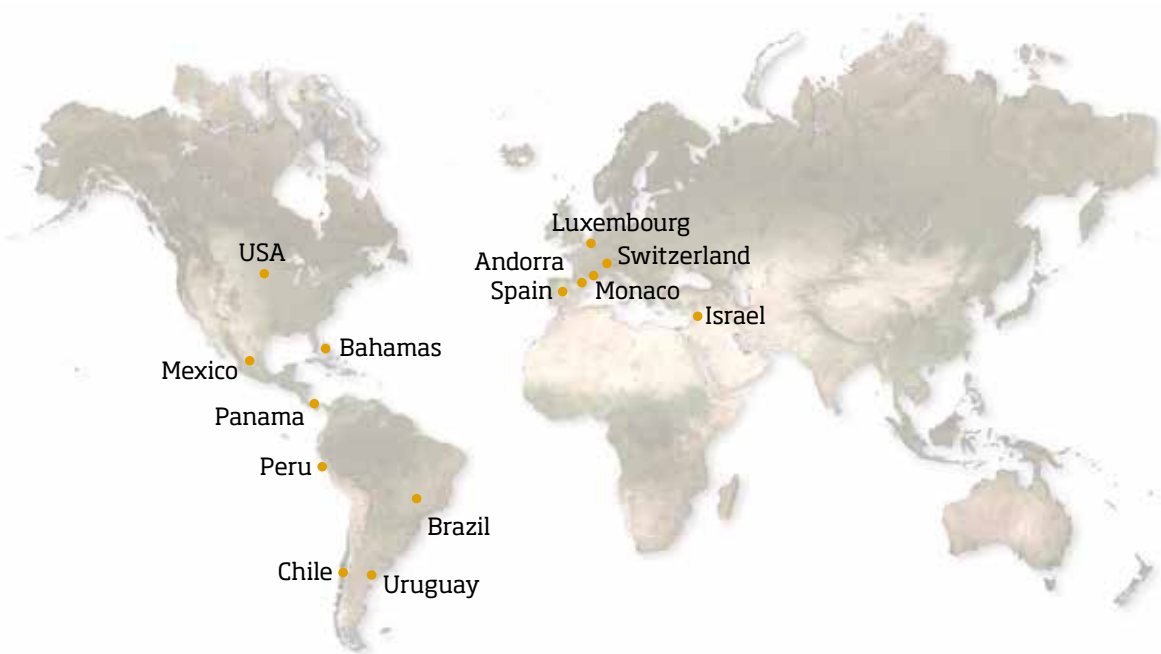 Luxembourg
USA
Switzerland
Andorra
Spain
Monaco
Israel
Bahamas
Mexico
Panama
Peru
Brazil
Chile
Uruguay